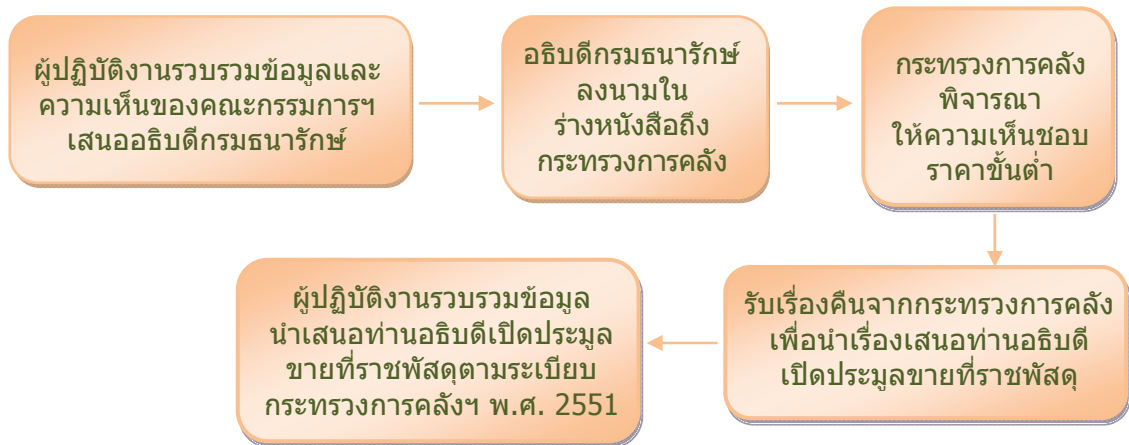 ผู้ปฏิบัติงานรวบรวมข้อมูลและ
ความเห็นของคณะกรรมการฯ
เสนออธิบดีกรมธนารักษ์
อธิบดีกรมธนารักษ์
ลงนามใน
ร่างหนังสือถึง
กระทรวงการคลัง
กระทรวงการคลัง
พิจารณา
ให้ความเห็นชอบ
ราคาขั้นต่ำ
รับเรื่องคืนจากกระทรวงการคลัง
เพื่อนำเรื่องเสนอท่านอธิบดี
เปิดประมูลขายที่ราชพัสดุ
ผู้ปฏิบัติงานรวบรวมข้อมูล
นำเสนอท่านอธิบดีเปิดประมูล
ขายที่ราชพัสดุตามระเบียบ
กระทรวงการคลังฯ พ.ศ. 2551